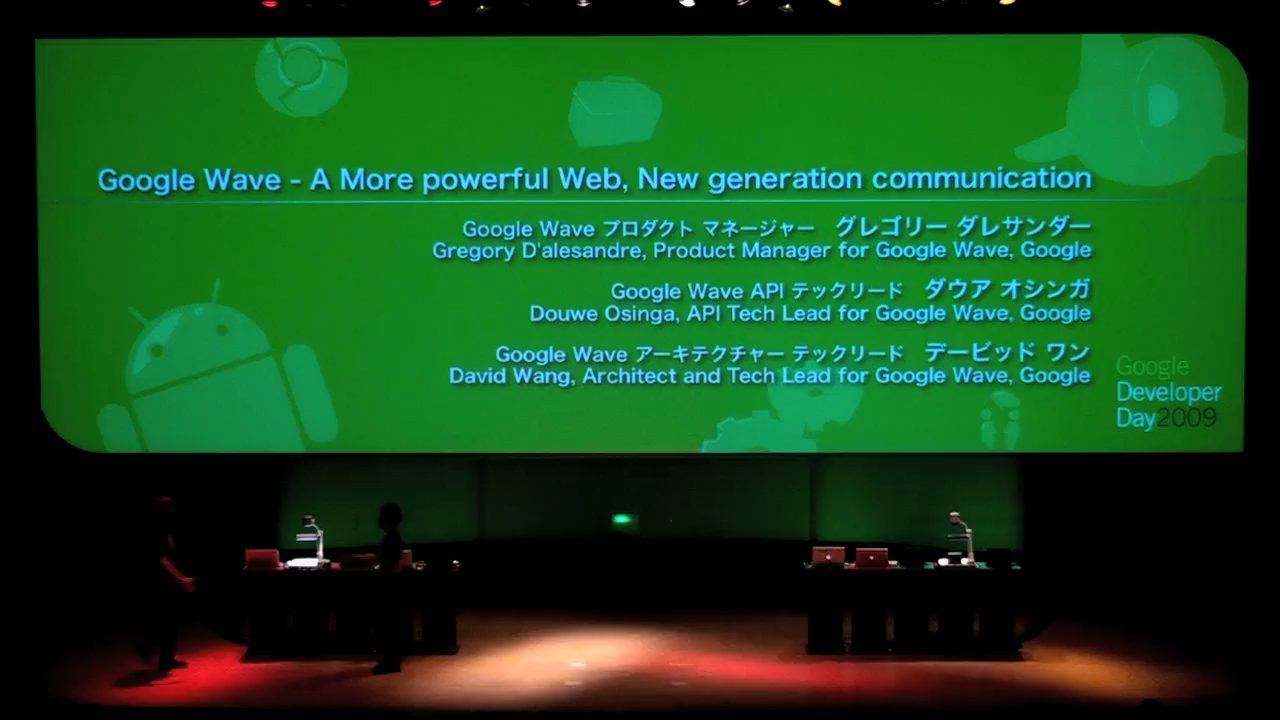 Google Wave - A More powerful Web, New generation communication
Google Wave プロダクト マネージャー グレゴリー ダレサンダー
Gregory D'alesandre, Product Manager for Google Wave, Google
Google Wave API テックリード ダウア オシンガ
Douwe Osinga, API Tech Lead for Google Wave, Google
Google Wave アーキテクチャー テックリード デービッド ワン
David Wang, Architect and Tech Lead for Google Wave, Google
Google
Developer
Day2009